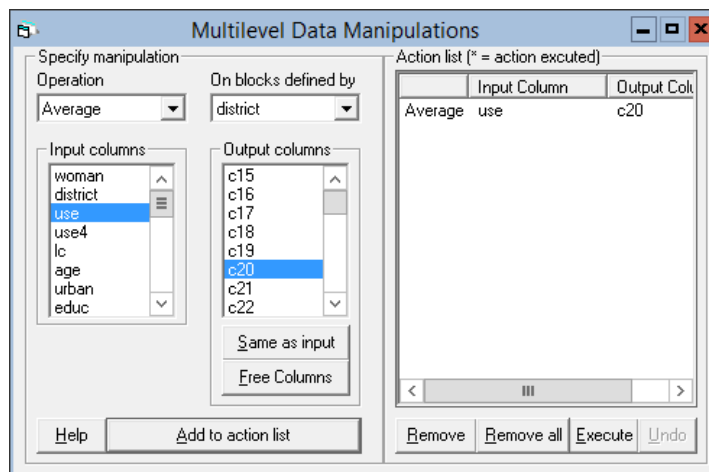 Multilevel Data Manipulations
Specify manipulation
Operation
On blocks defined by
Average
district
Input columns
woman
district
use
use4
lc
age
urban
educ
Output columns
c15
c16
c17
c18
c19
c20
c21
c22
Same as input
Free Columns
Help
Add to action list
Action list (* = action excuted)
Input Column
Output Colu
Average use c20
Remove
Remove all
Execute
Undo